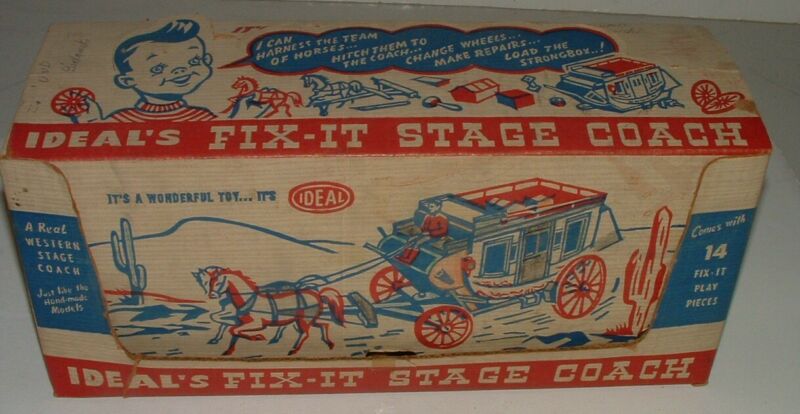 I CAN
HARNESS THE TEAM
OF HORSES...
HITCH THEM TO
THE COACH...
CHANGE WHEELS...
MAKE REPAIRS...
LOAD THE
STRONGBOX..!
IDEAL'S FIX-IT STAGE COACH
IT'S A WONDERFUL TOY... IT'S IDEAL
A Real
WESTERN
STAGE
COACH
Just like the
Hand-made
Models
Comes with
14
FIX-IT
PLAY
PIECES
IDEAL'S FIX-IT STAGE COACH